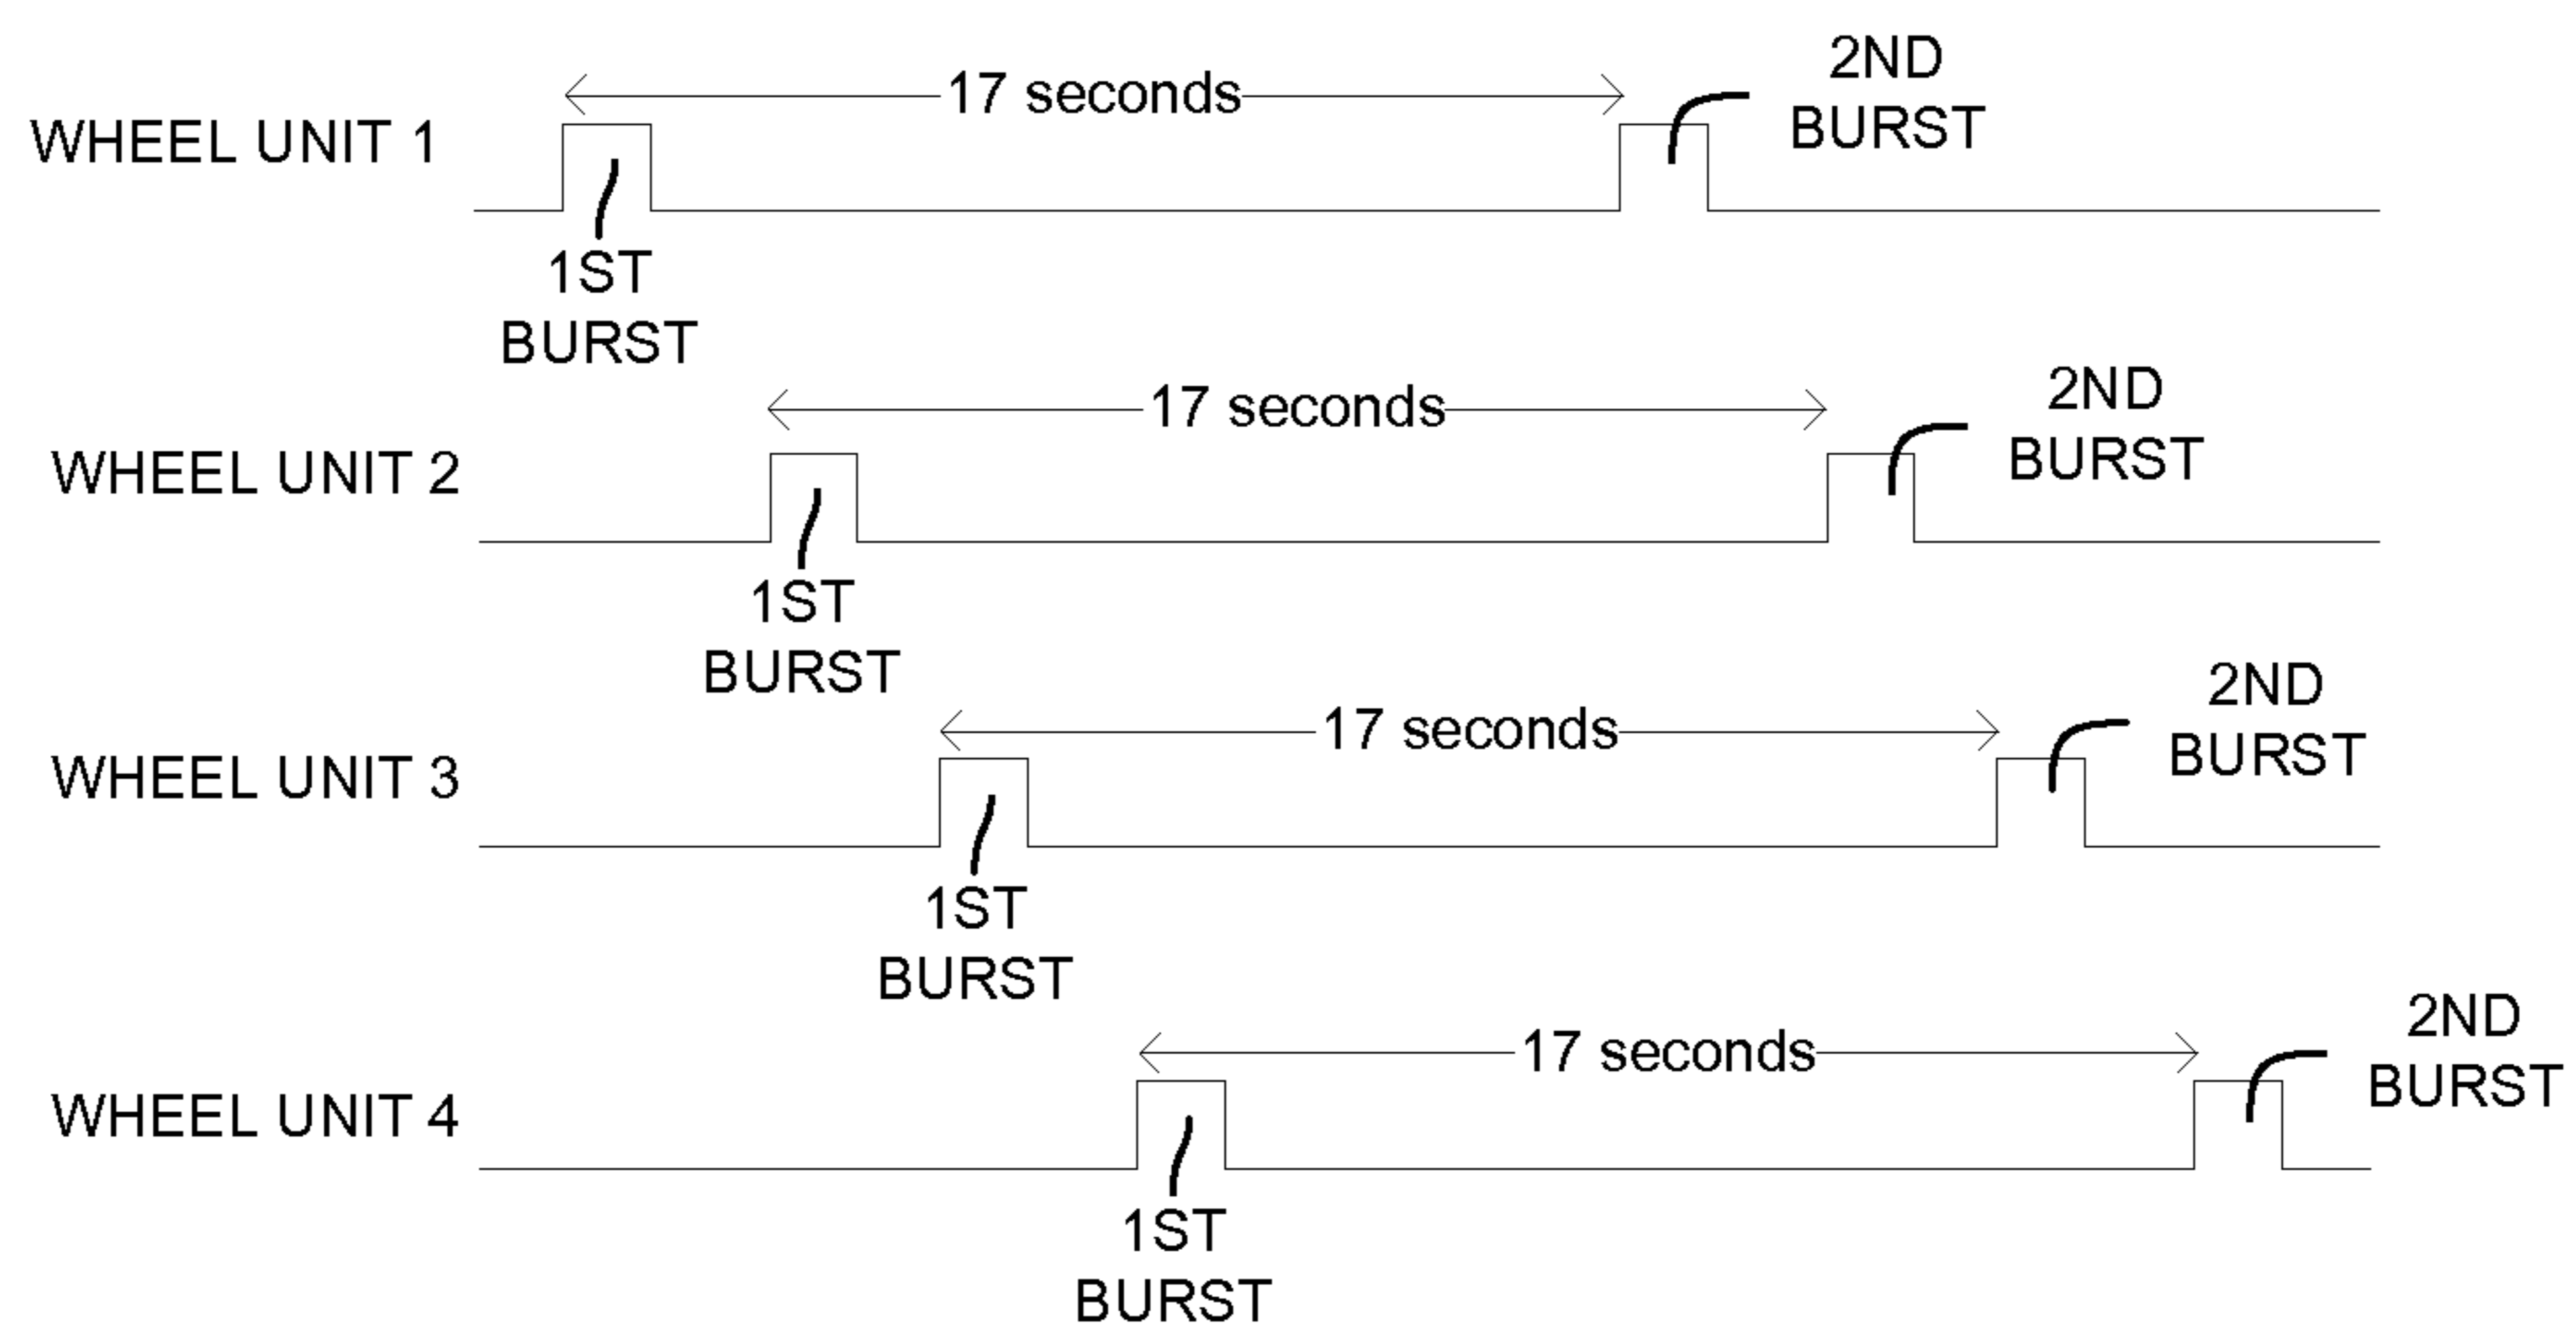 17 seconds
2ND
BURST
WHEEL UNIT 1
1ST
BURST
17 seconds
2ND
BURST
WHEEL UNIT 2
1ST
BURST
17 seconds
2ND
BURST
WHEEL UNIT 3
1ST
BURST
17 seconds
2ND
BURST
WHEEL UNIT 4
1ST
BURST